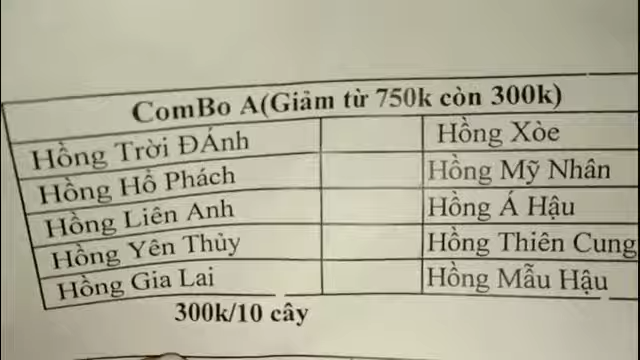 ComBo A(Giảm từ 750k còn 300k)
Hồng Trời ĐÁnh Hồng Xòe
Hồng Hổ Phách Hồng Mỹ Nhân
Hồng Liên Anh Hồng Á Hậu
Hồng Yên Thủy Hồng Thiên Cung
Hồng Gia Lai Hồng Mẫu Hậu
300k/10 cây